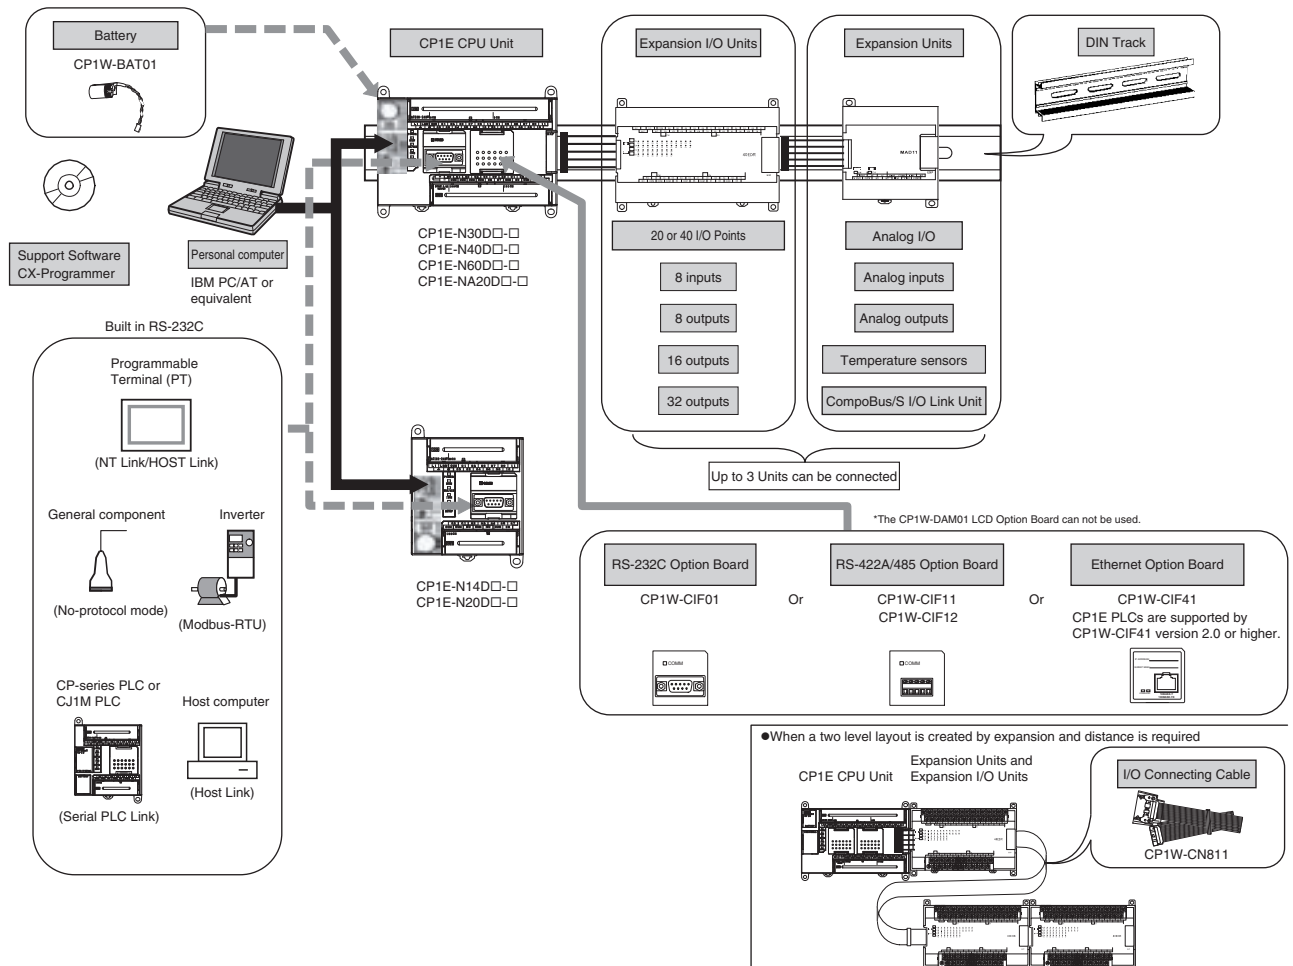 Battery
CP1W-BAT01
CP1E CPU Unit
Expansion I/O Units
Expansion Units
DIN Track
MAD11
Support Software
CX-Programmer
Personal computer
IBM PC/AT or
equivalent
CP1E-N30D□-□
CP1E-N40D□-□
CP1E-N60D□-□
CP1E-NA20D□-□
20 or 40 I/O Points
8 inputs
8 outputs
16 outputs
32 outputs
Analog I/O
Analog inputs
Analog outputs
Temperature sensors
CompoBus/S I/O Link Unit
Up to 3 Units can be connected
Built in RS-232C
Programmable
Terminal (PT)
(NT Link/HOST Link)
General component
(No-protocol mode)
Inverter
(Modbus-RTU)
CP-series PLC or
CJ1M PLC
(Serial PLC Link)
Host computer
(Host Link)
CP1E-N14D□-□
CP1E-N20D□-□
*The CP1W-DAM01 LCD Option Board can not be used.
RS-232C Option Board
CP1W-CIF01
COMM
Or
RS-422A/485 Option Board
CP1W-CIF11
CP1W-CIF12
COMM
Or
Ethernet Option Board
CP1W-CIF41
CP1E PLCs are supported by
CP1W-CIF41 version 2.0 or higher.
●When a two level layout is created by expansion and distance is required
CP1E CPU Unit
Expansion Units and
Expansion I/O Units
I/O Connecting Cable
CP1W-CN811